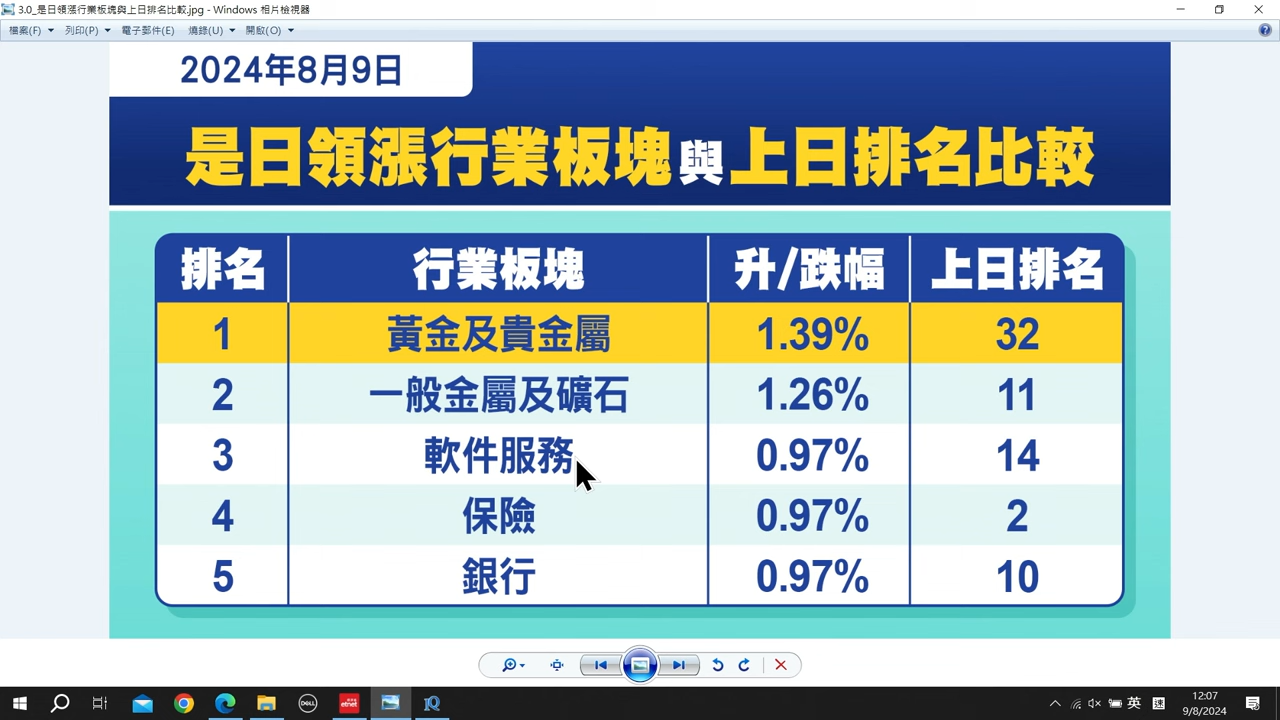 3.0_是日領漲行業板塊與上日排名比較.jpg - Windows 相片檢視器
檔案(F) 列印(P) 電子郵件(E) 燒錄(U) 開啟(O)
2024年8月9日
是日領漲行業板塊與上日排名比較
排名 行業板塊 升/跌幅 上日排名
1 黃金及貴金屬 1.39% 32
2 一般金屬及礦石 1.26% 11
3 軟件服務 0.97% 14
4 保險 0.97% 2
5 銀行 0.97% 10
DELL etnet IQ 英 速 12:07
9/8/2024